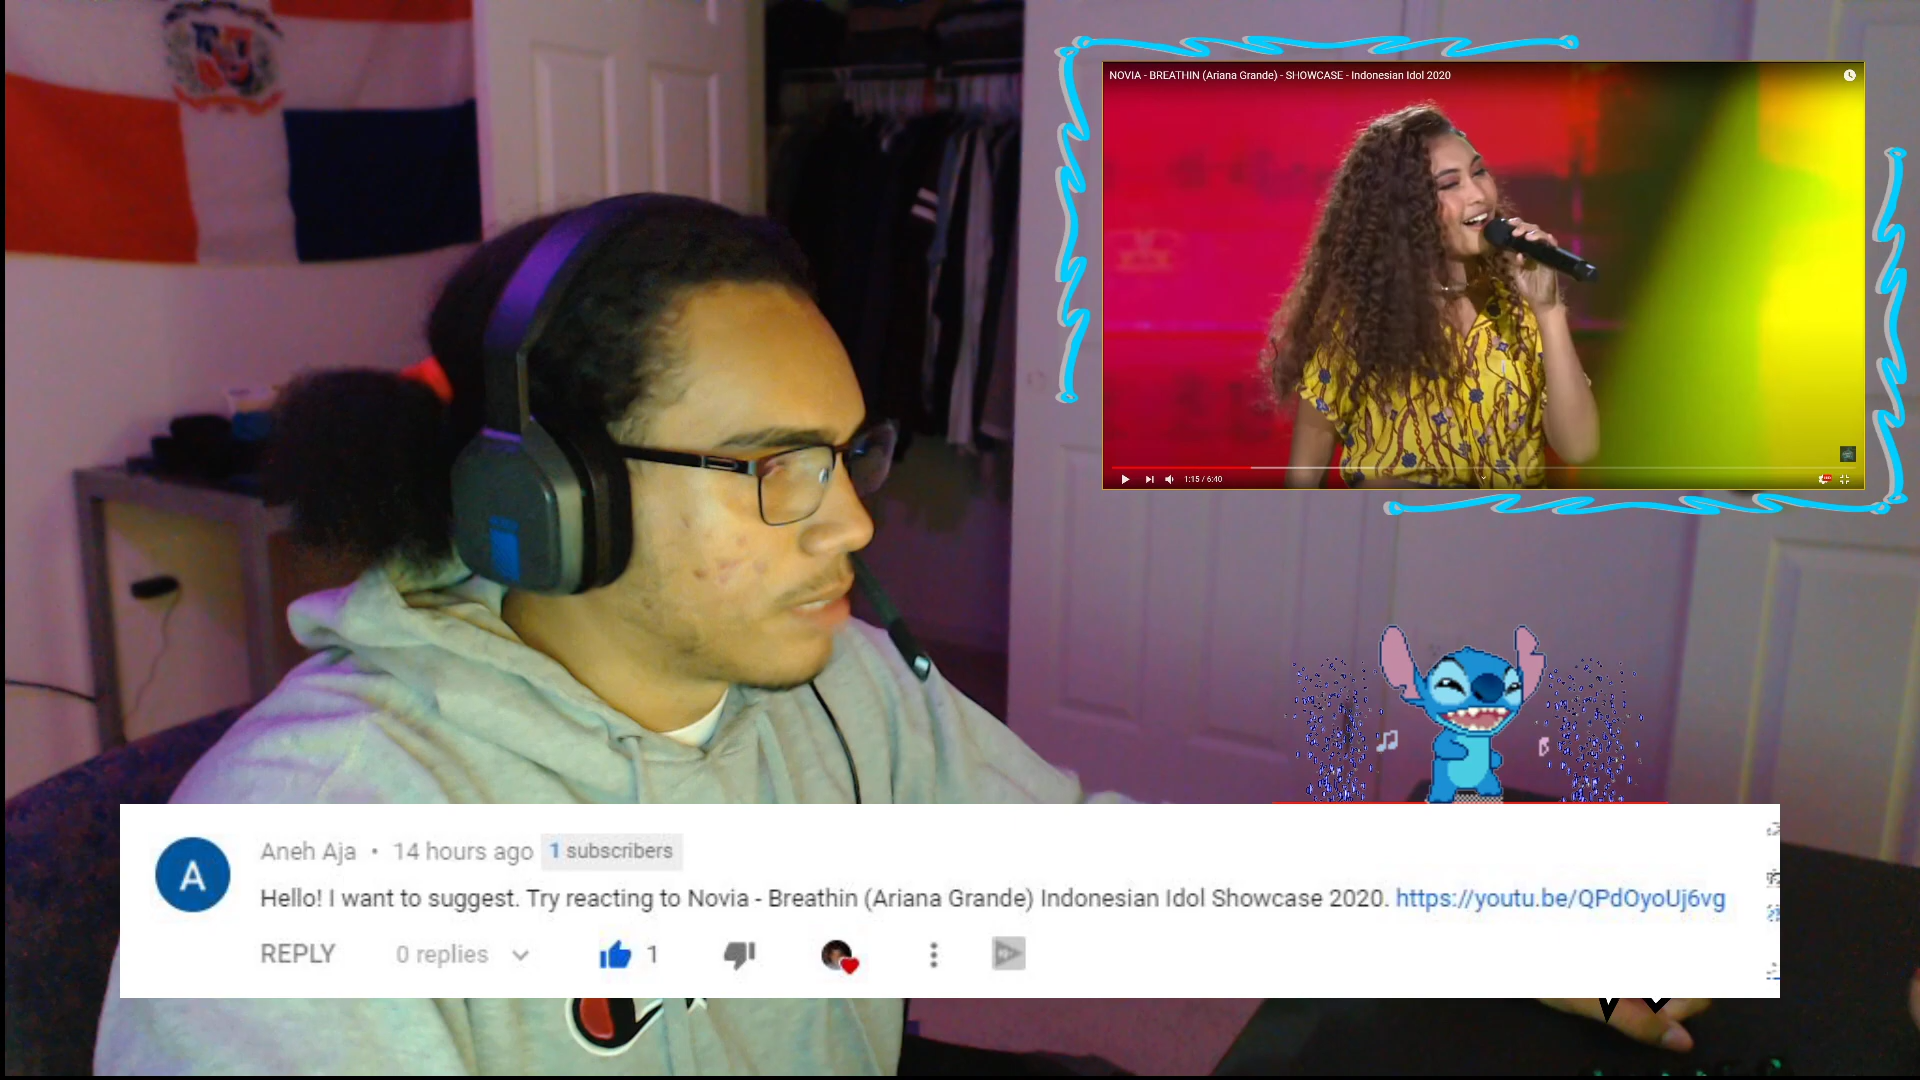 NOVIA - BREATHIN (Ariana Grande) - SHOWCASE - Indonesian Idol 2020
1:15 / 6:40
A
Aneh Aja • 14 hours ago 1 subscribers
Hello! I want to suggest. Try reacting to Novia - Breathin (Ariana Grande) Indonesian Idol Showcase 2020. https://youtu.be/QPdOyoUj6vg
REPLY 0 replies 1